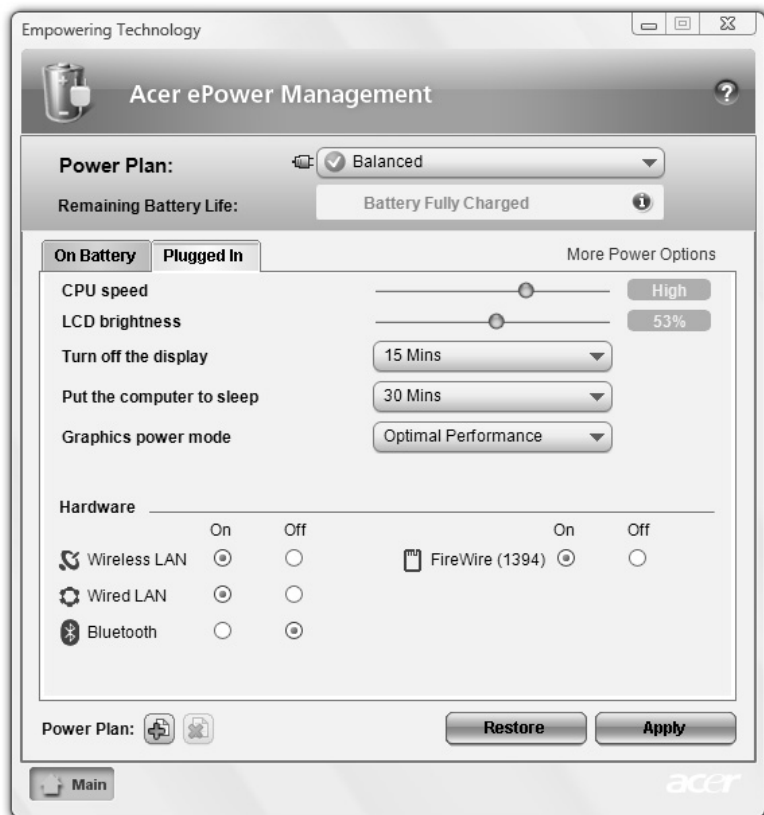 Empowering Technology
Acer ePower Management
?
Power Plan: Balanced
Remaining Battery Life: Battery Fully Charged i
On Battery Plugged In More Power Options
CPU speed High
LCD brightness 53%
Turn off the display 15 Mins
Put the computer to sleep 30 Mins
Graphics power mode Optimal Performance
Hardware
On Off On Off
Wireless LAN FireWire (1394)
Wired LAN
Bluetooth
Power Plan: Restore Apply
Main acer